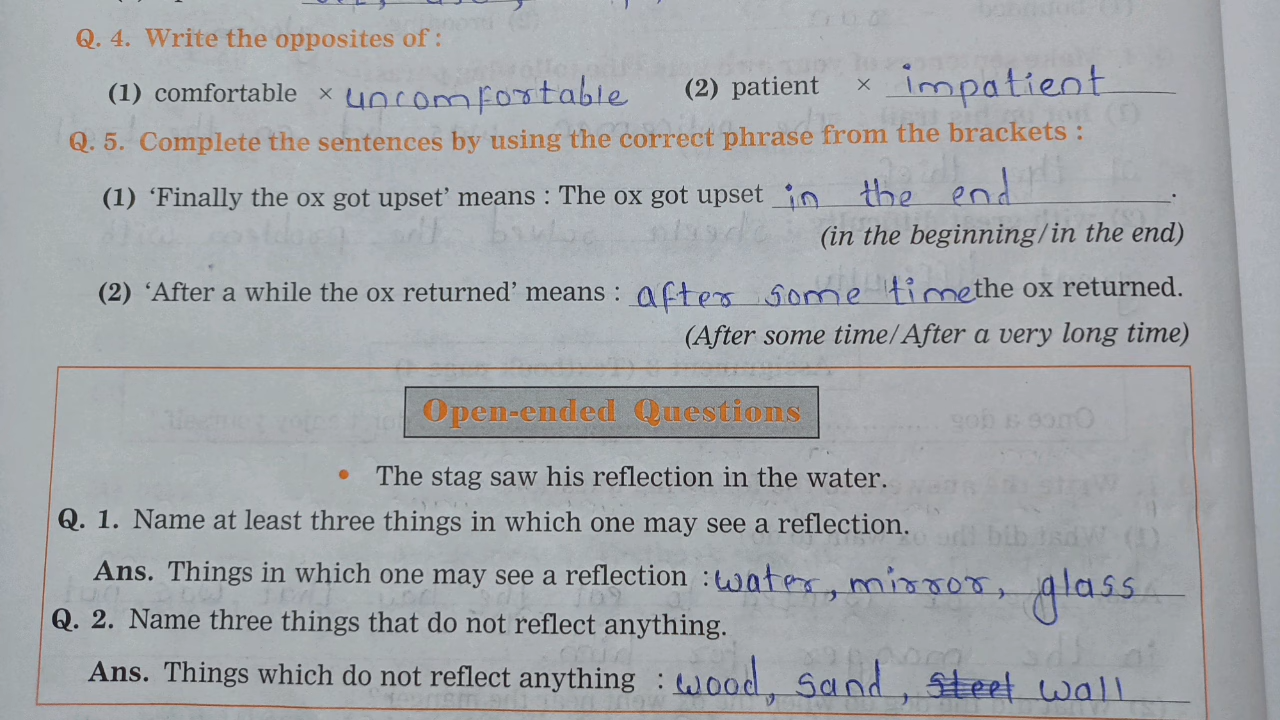 Q. 4. Write the opposites of :
(1) comfortable × uncomfortable (2) patient × impatient
Q. 5. Complete the sentences by using the correct phrase from the brackets :
(1) ‘Finally the ox got upset’ means : The ox got upset in the end.
(in the beginning/in the end)
(2) ‘After a while the ox returned’ means : after some time the ox returned.
(After some time/After a very long time)
Open-ended Questions
• The stag saw his reflection in the water.
Q. 1. Name at least three things in which one may see a reflection.
Ans. Things in which one may see a reflection : water, mirror, glass
Q. 2. Name three things that do not reflect anything.
Ans. Things which do not reflect anything : wood, sand, steel wall